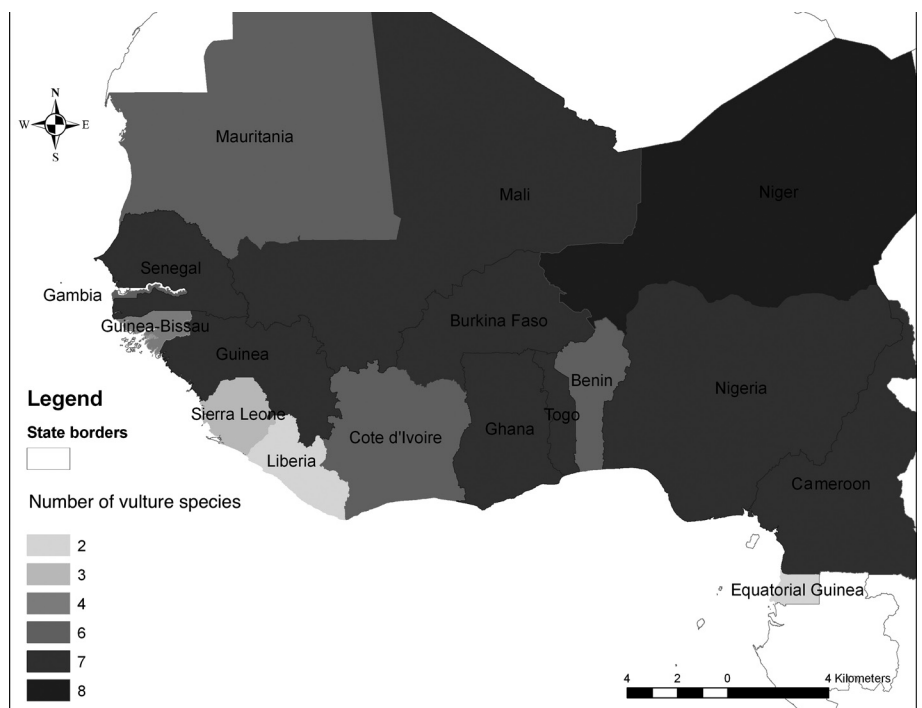 N
W E
S
Mauritania
Mali
Niger
Senegal
Gambia
Guinea-Bissau
Burkina Faso
Guinea
Benin
Nigeria
Sierra Leone
Togo
Ghana
Cote d'Ivoire
Liberia
Cameroon
Equatorial Guinea
Legend
State borders
Number of vulture species
2
3
4
6
7
8
4 2 0 4 Kilometers